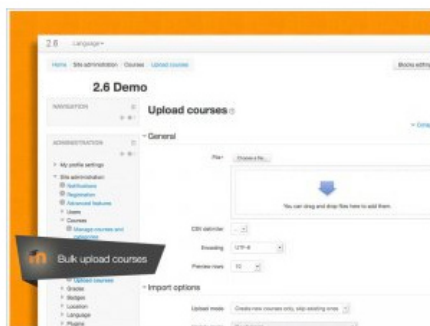 2.6 Language
Home Site administration Courses Upload courses
Blocks editing
2.6 Demo
NAVIGATION
Upload courses
General
ADMINISTRATION
File
Choose a file...
My profile settings
Site administration
Notifications
Registration
Advanced features
Users
Courses
Manage courses and
categories
You can drag and drop files here to add them.
CSV delimiter
Encoding UTF-8
Preview rows 10
Bulk upload courses
Upload courses
Grades
Badges
Location
Language
Plugins
Import options
Upload mode Create new courses only, skip existing ones